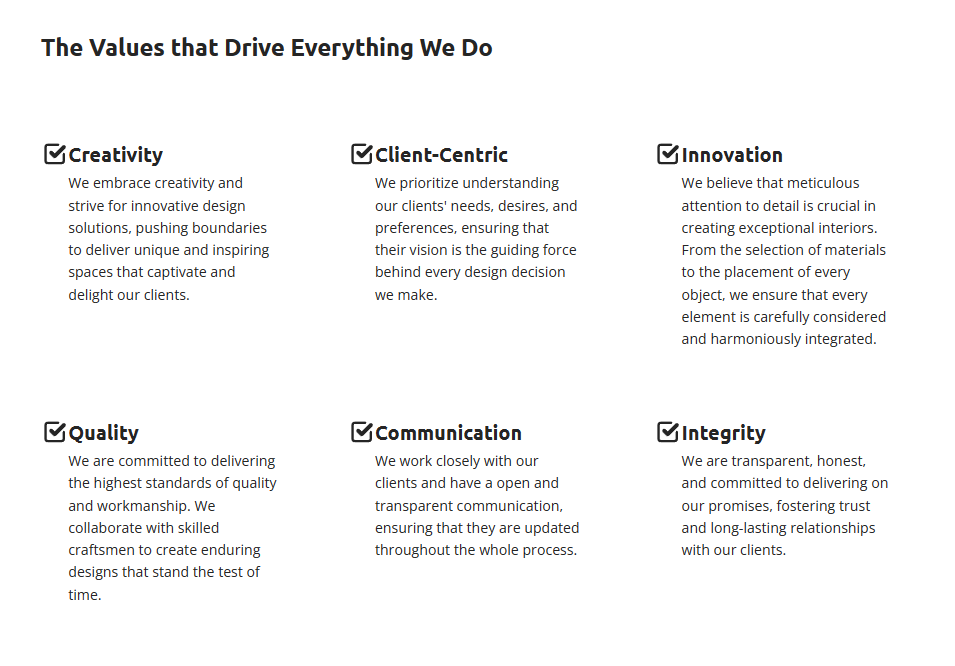 The Values that Drive Everything We Do
Creativity
We embrace creativity and
strive for innovative design
solutions, pushing boundaries
to deliver unique and inspiring
spaces that captivate and
delight our clients.
Client-Centric
We prioritize understanding
our clients' needs, desires, and
preferences, ensuring that
their vision is the guiding force
behind every design decision
we make.
Innovation
We believe that meticulous
attention to detail is crucial in
creating exceptional interiors.
From the selection of materials
to the placement of every
object, we ensure that every
element is carefully considered
and harmoniously integrated.
Quality
We are committed to delivering
the highest standards of quality
and workmanship. We
collaborate with skilled
craftsmen to create enduring
designs that stand the test of
time.
Communication
We work closely with our
clients and have a open and
transparent communication,
ensuring that they are updated
throughout the whole process.
Integrity
We are transparent, honest,
and committed to delivering on
our promises, fostering trust
and long-lasting relationships
with our clients.